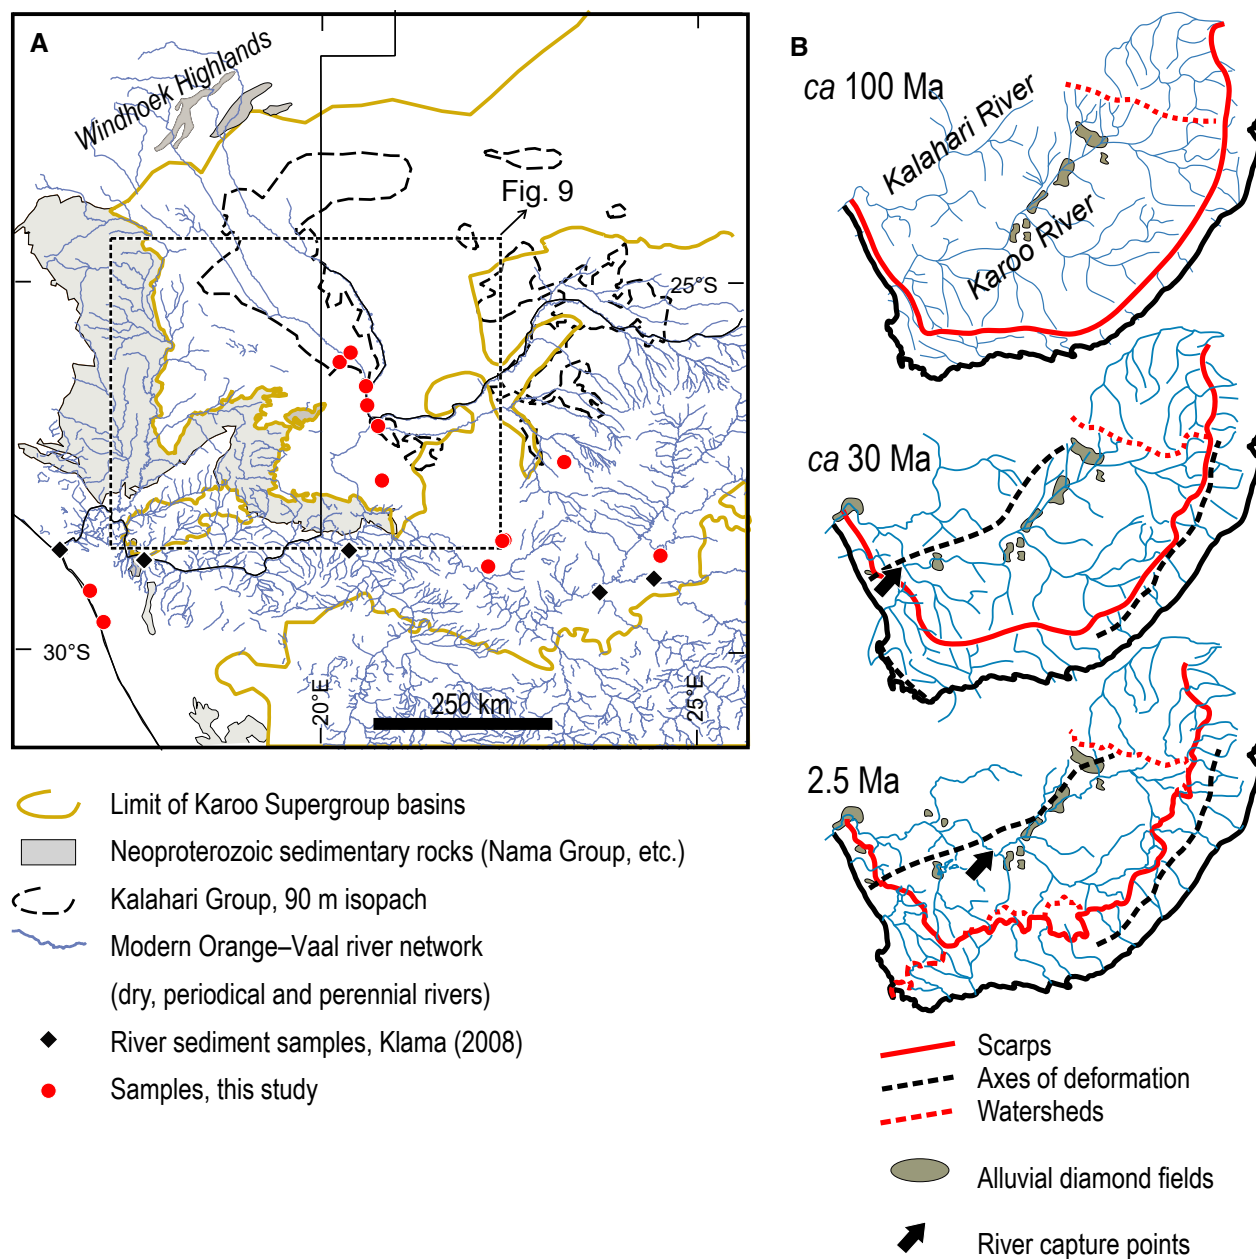 A
Windhoek Highlands
Fig. 9
25°S
30°S
20°E
25°E
250 km
Limit of Karoo Supergroup basins
Neoproterozoic sedimentary rocks (Nama Group, etc.)
Kalahari Group, 90 m isopach
Modern Orange–Vaal river network
(dry, periodical and perennial rivers)
River sediment samples, Klama (2008)
Samples, this study
B
ca 100 Ma
Kalahari River
Karoo River
ca 30 Ma
2.5 Ma
Scarps
Axes of deformation
Watersheds
Alluvial diamond fields
River capture points